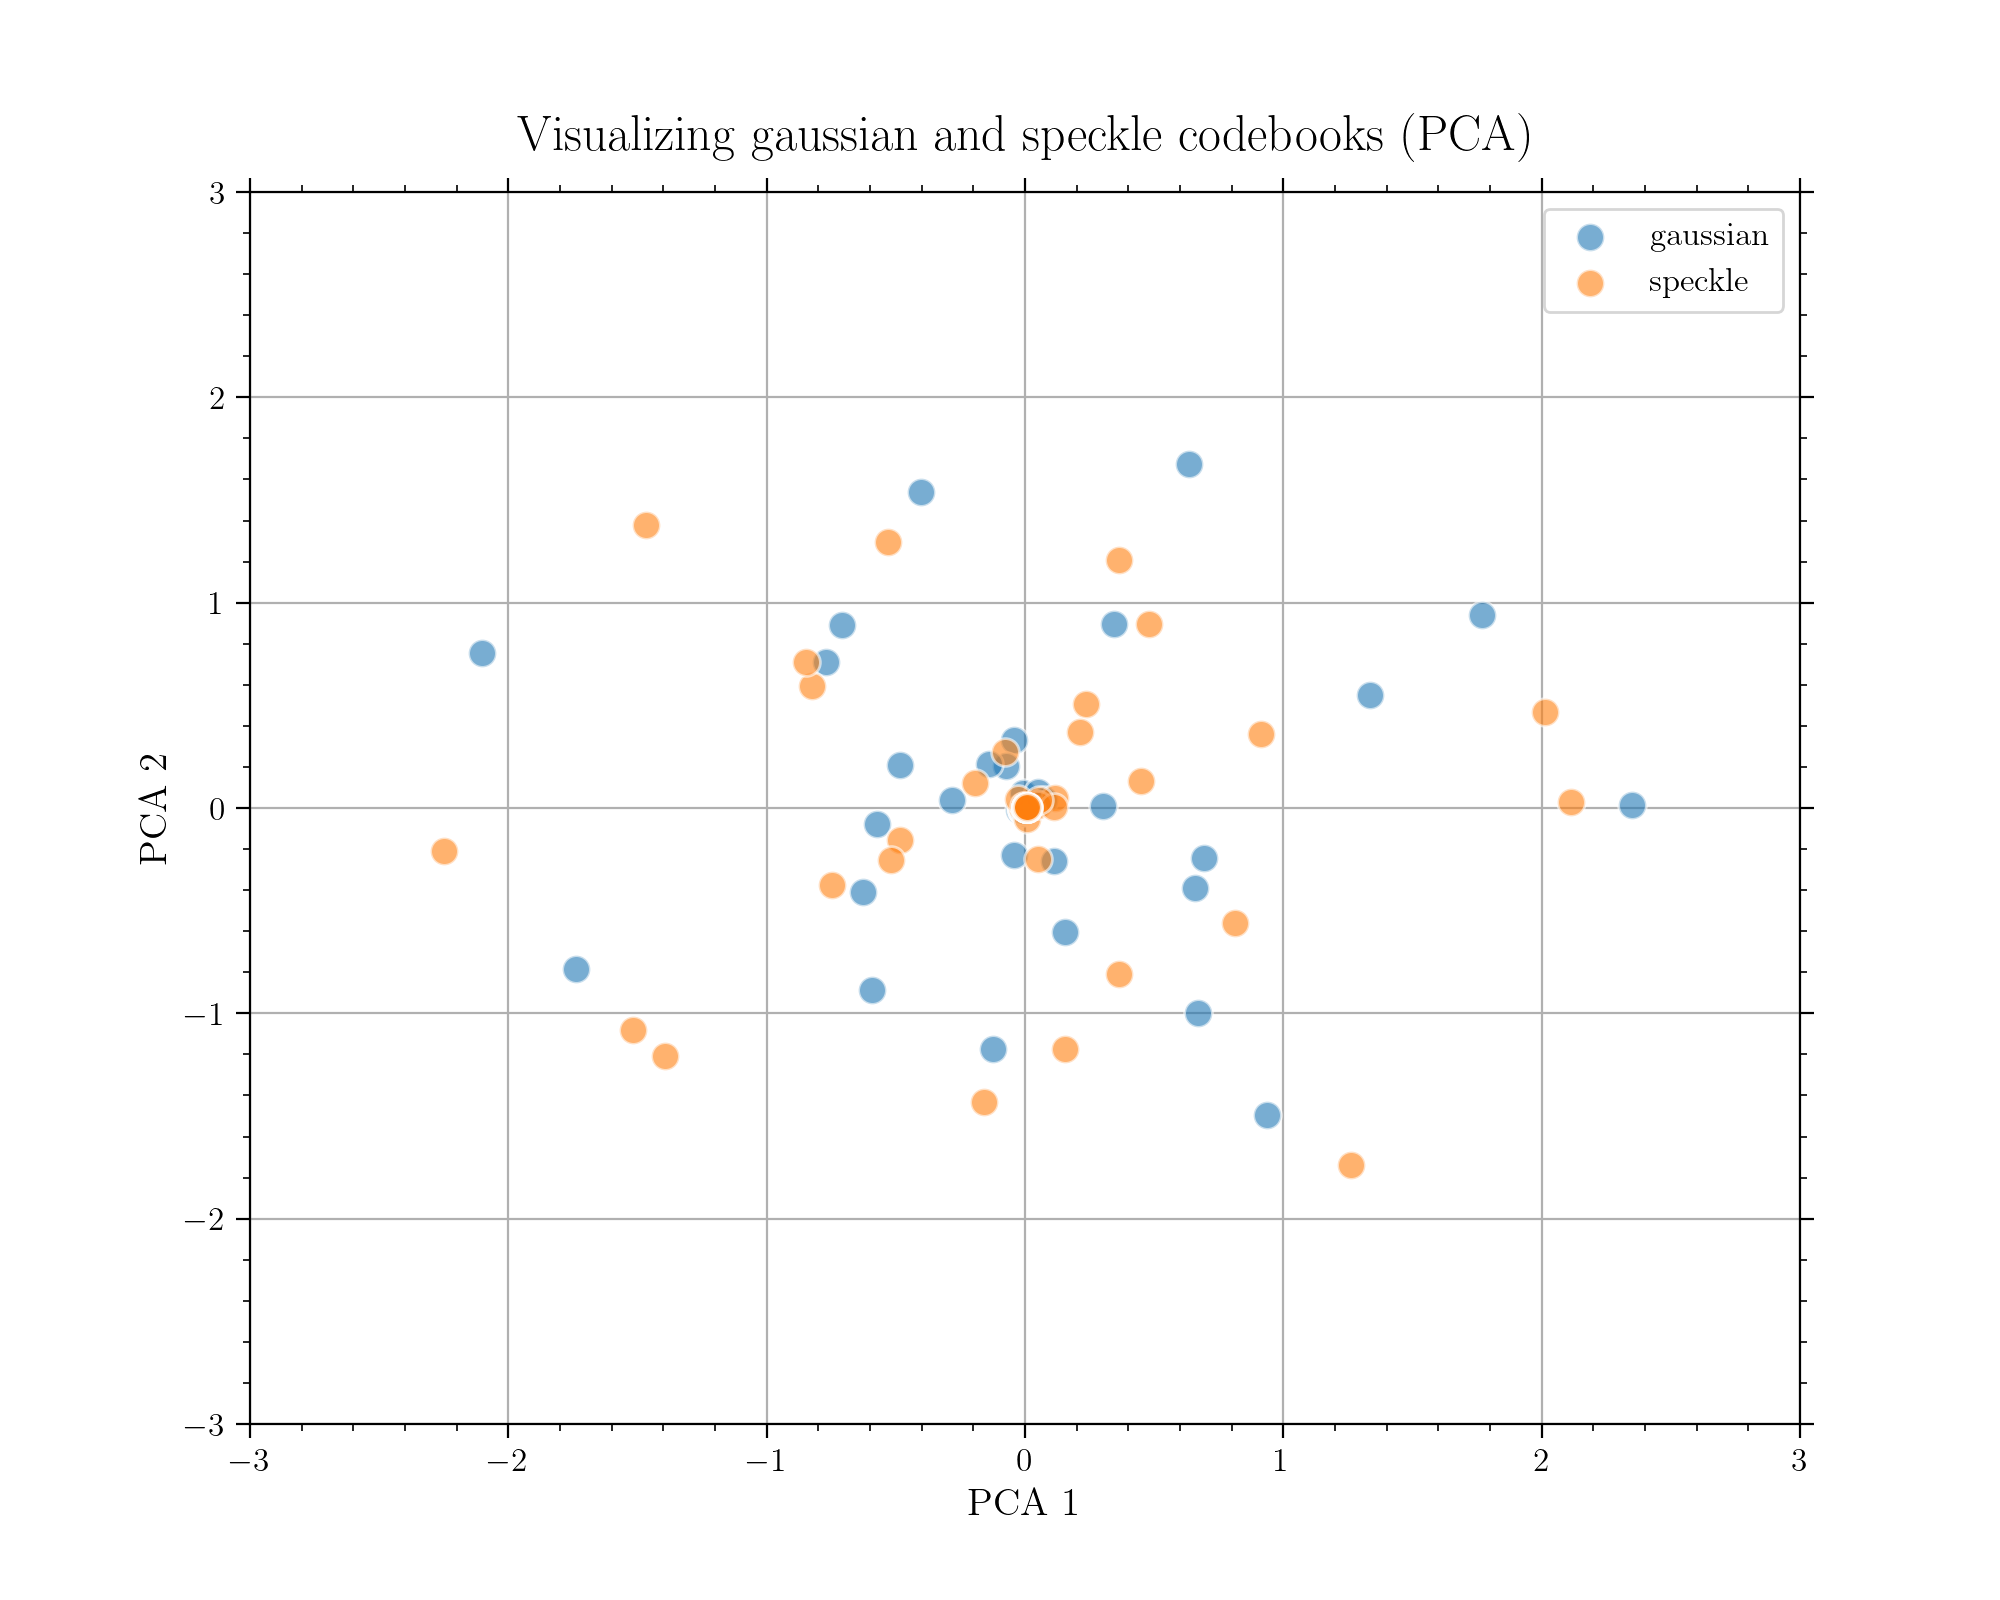 Visualizing gaussian and speckle codebooks (PCA)
gaussian
speckle
3
2
1
0
−1
−2
−3
PCA 2
−3 −2 −1 0 1 2 3
PCA 1